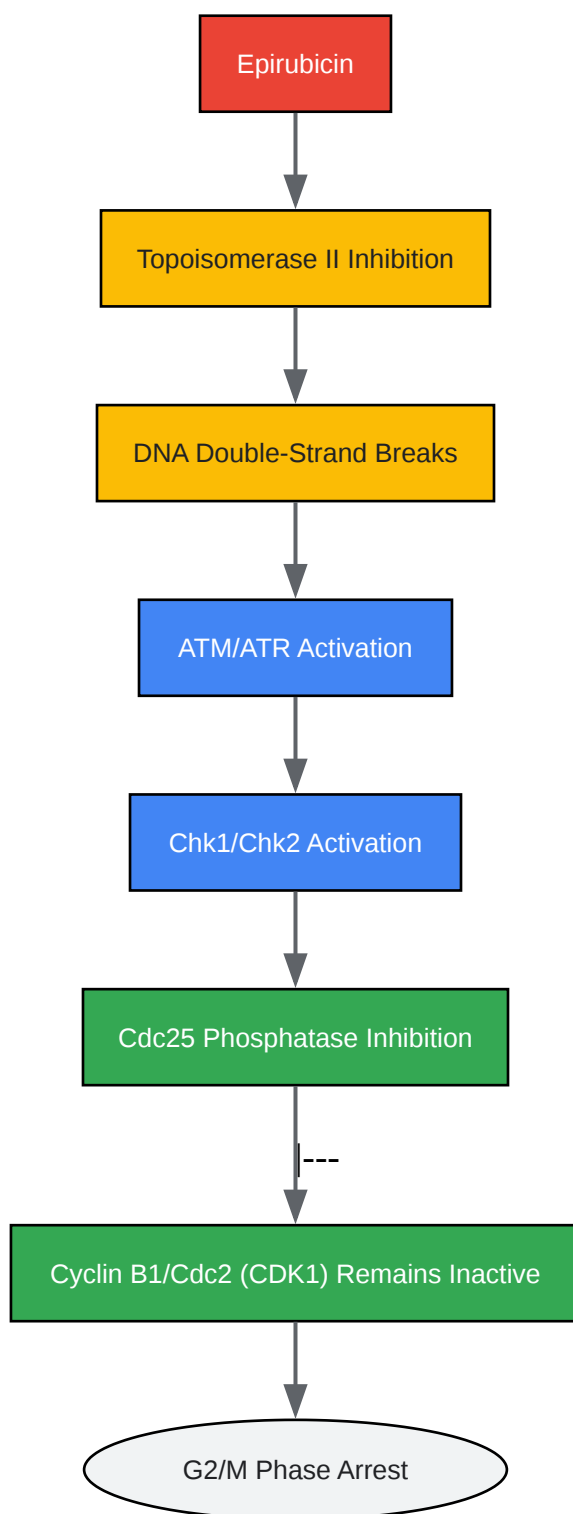 Epirubicin
Topoisomerase II Inhibition
DNA Double-Strand Breaks
ATM/ATR Activation
Chk1/Chk2 Activation
Cdc25 Phosphatase Inhibition
|---
Cyclin B1/Cdc2 (CDK1) Remains Inactive
G2/M Phase Arrest